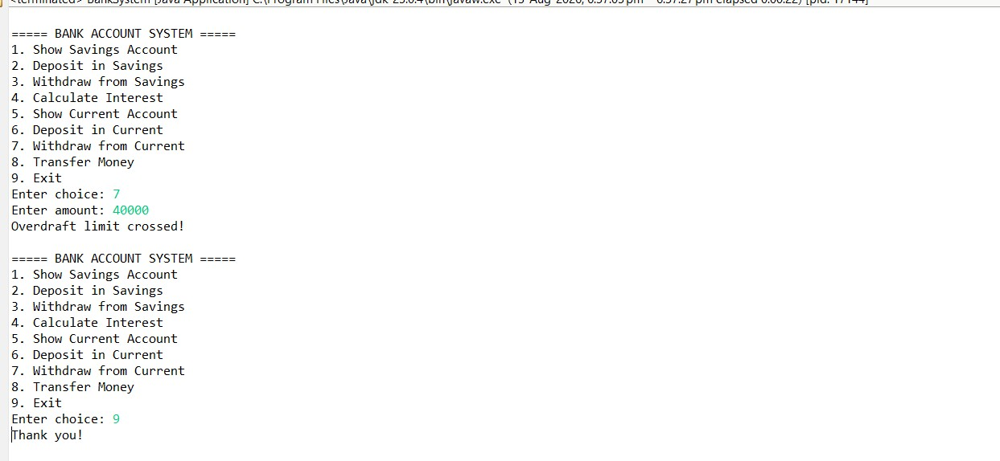 ===== BANK ACCOUNT SYSTEM =====
1. Show Savings Account
2. Deposit in Savings
3. Withdraw from Savings
4. Calculate Interest
5. Show Current Account
6. Deposit in Current
7. Withdraw from Current
8. Transfer Money
9. Exit
Enter choice: 7
Enter amount: 40000
Overdraft limit crossed!
===== BANK ACCOUNT SYSTEM =====
1. Show Savings Account
2. Deposit in Savings
3. Withdraw from Savings
4. Calculate Interest
5. Show Current Account
6. Deposit in Current
7. Withdraw from Current
8. Transfer Money
9. Exit
Enter choice: 9
Thank you!